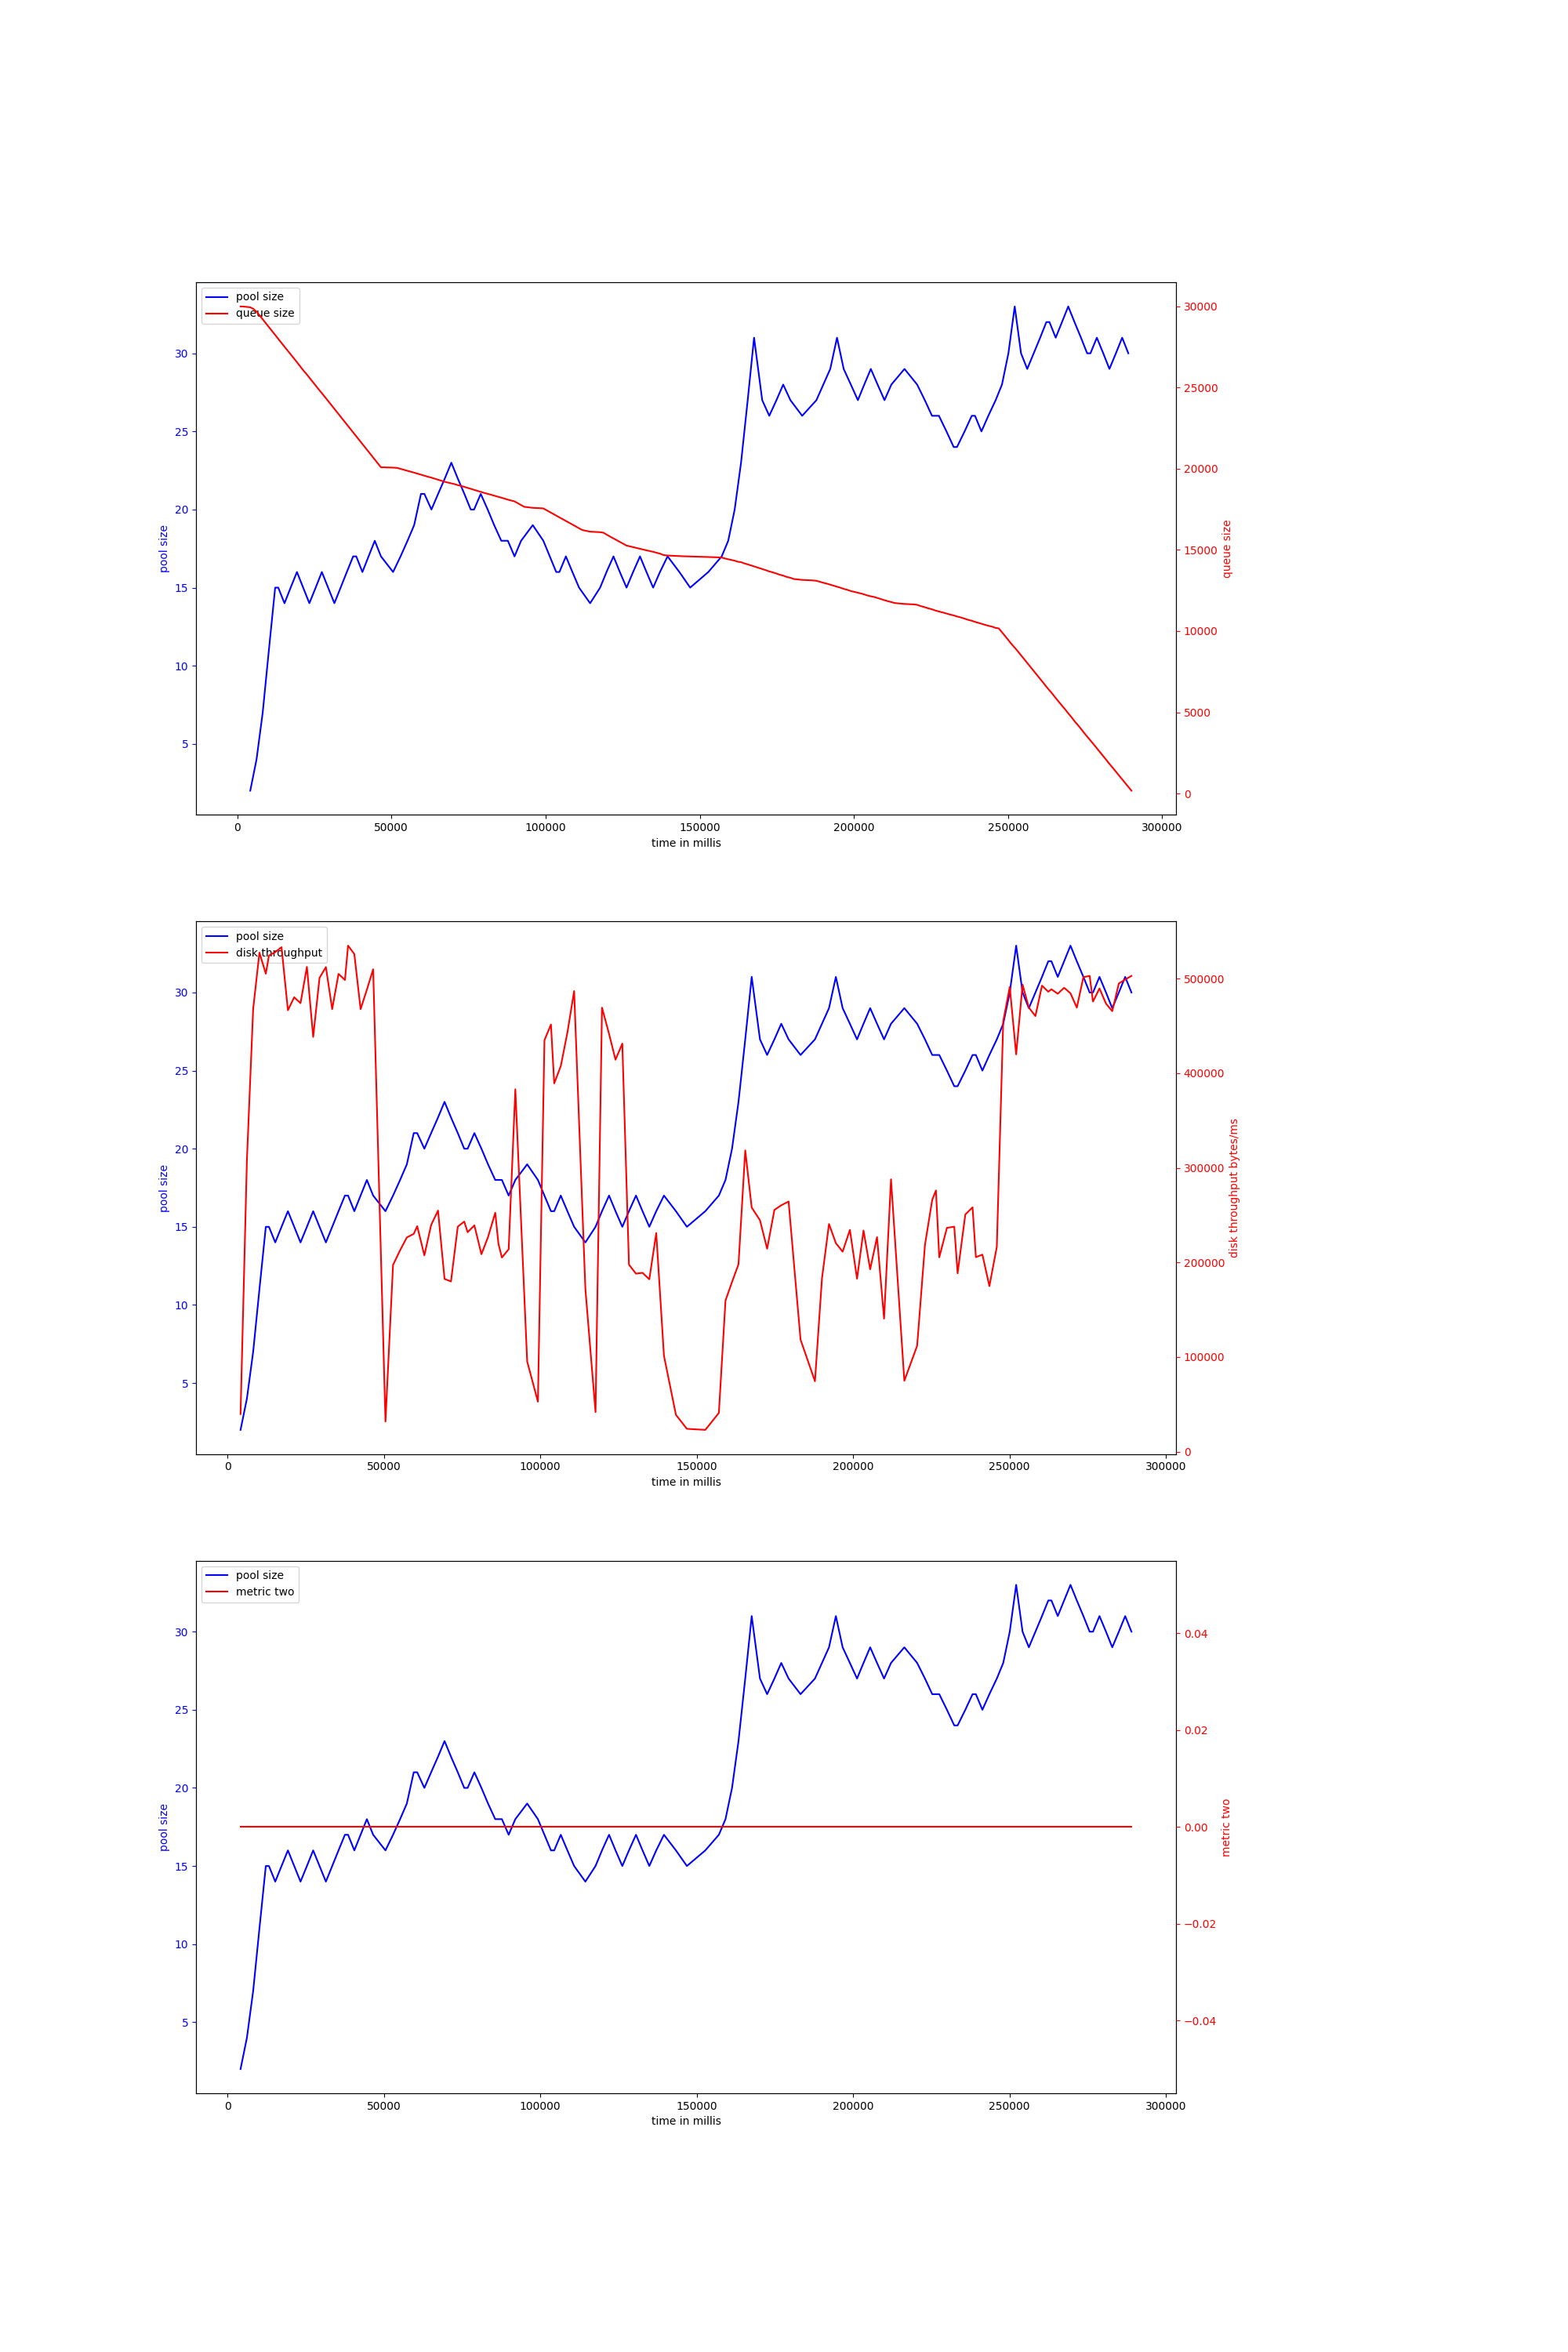 pool size
queue size
30
25
20
15
10
5
pool size
30000
25000
20000
15000
10000
5000
0
queue size
0 50000 100000 150000 200000 250000 300000
time in millis
pool size
disk throughput
30
25
20
15
10
5
pool size
500000
400000
300000
200000
100000
0
disk throughput bytes/ms
0 50000 100000 150000 200000 250000 300000
time in millis
pool size
metric two
30
25
20
15
10
5
pool size
0.04
0.02
0.00
−0.02
−0.04
metric two
0 50000 100000 150000 200000 250000 300000
time in millis